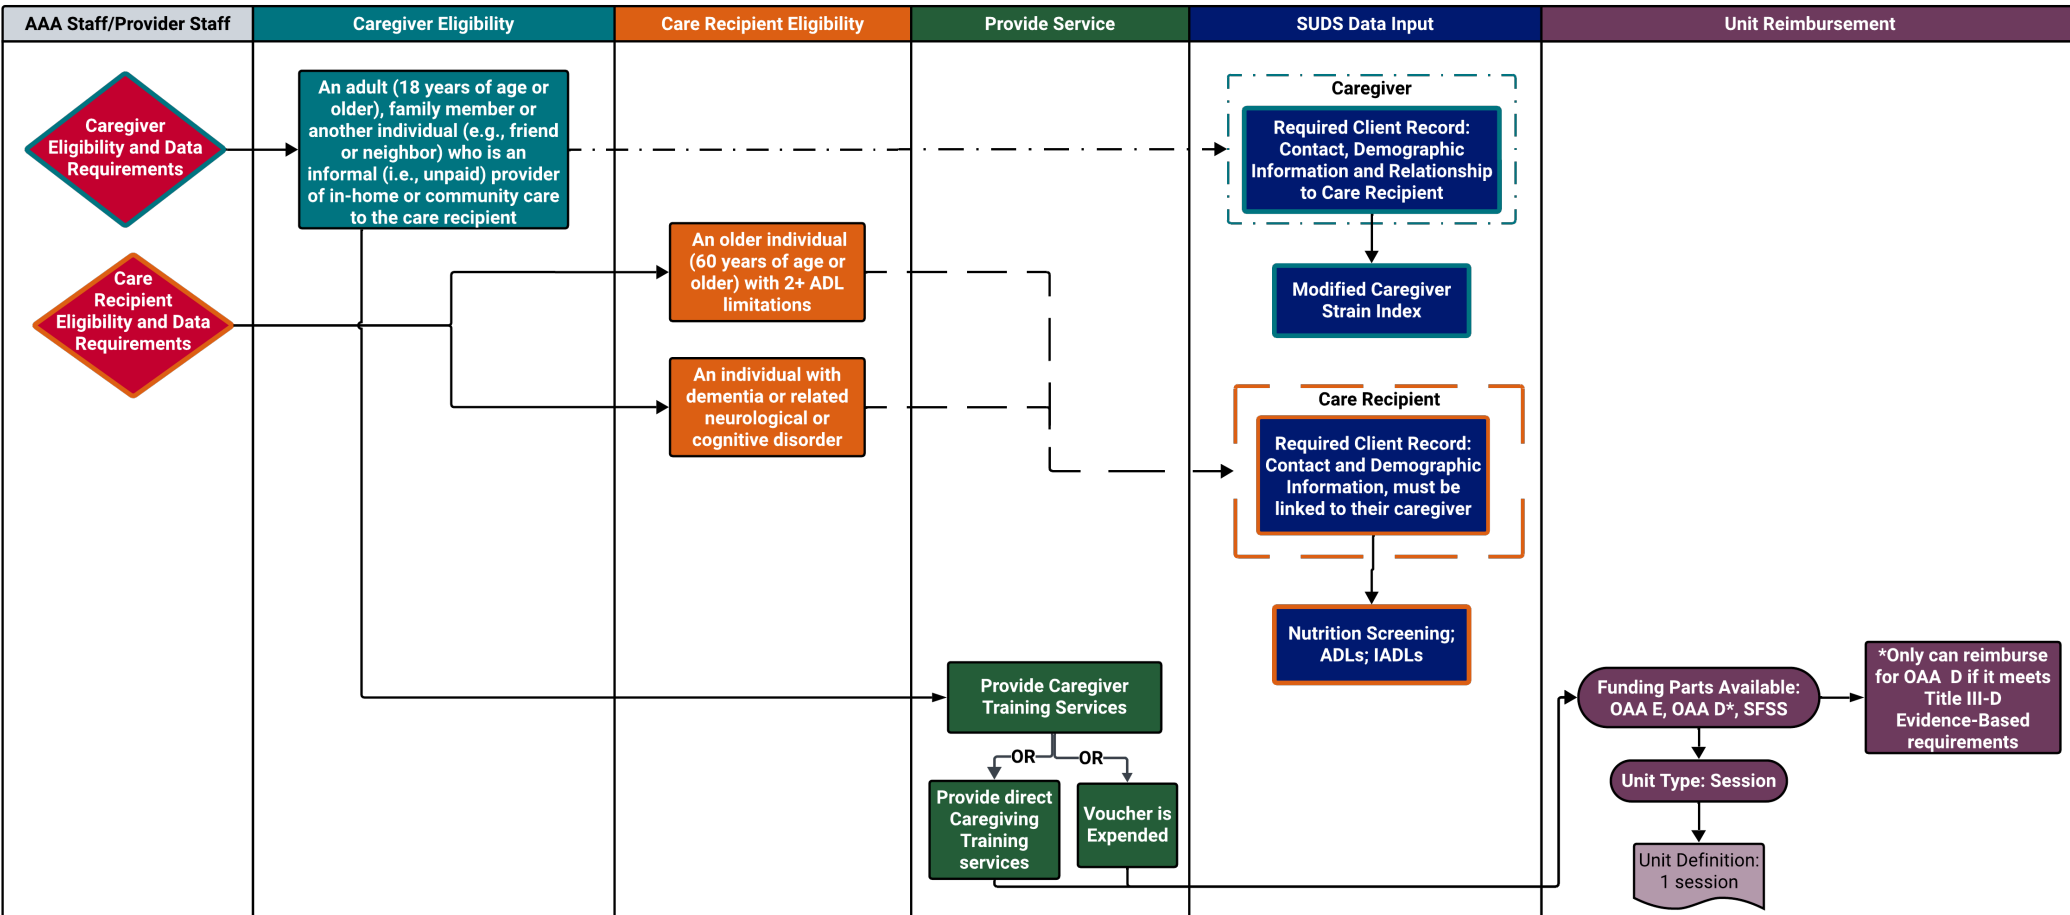 AAA Staff/Provider Staff
Caregiver Eligibility
Care Recipient Eligibility
Provide Service
SUDS Data Input
Unit Reimbursement
Caregiver
Eligibility and Data
Requirements
An adult (18 years of age or
older), family member or
another individual (e.g., friend
or neighbor) who is an
informal (i.e., unpaid) provider
of in-home or community care
to the care recipient
Caregiver
Required Client Record:
Contact, Demographic
Information and Relationship
to Care Recipient
Care
Recipient
Eligibility and Data
Requirements
An older individual
(60 years of age or
older) with 2+ ADL
limitations
Modified Caregiver
Strain Index
An individual with
dementia or related
neurological or
cognitive disorder
Care Recipient
Required Client Record:
Contact and Demographic
Information, must be
linked to their caregiver
Nutrition Screening;
ADLs; IADLs
Provide Caregiver
Training Services
OR
OR
Provide direct
Caregiving
Training
services
Voucher is
Expended
Funding Parts Available:
OAA E, OAA D*, SFSS
*Only can reimburse
for OAA D if it meets
Title III-D
Evidence-Based
requirements
Unit Type: Session
Unit Definition:
1 session